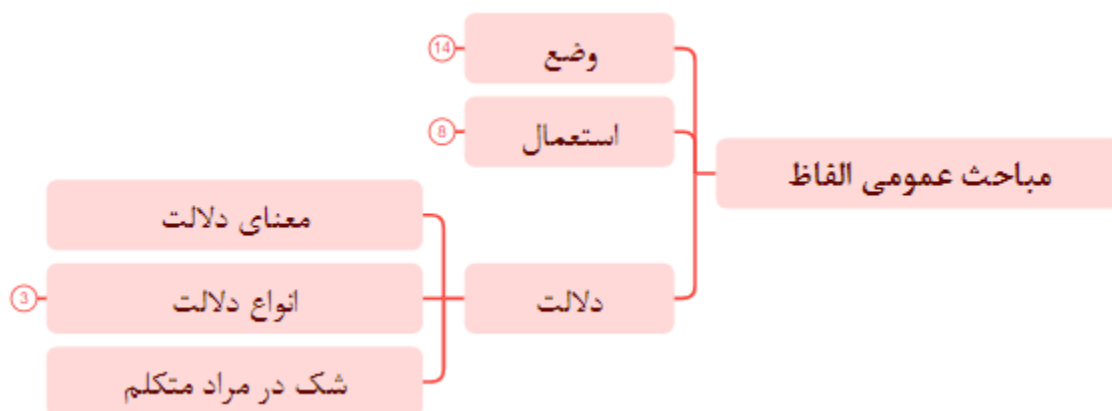 مباحث عمومی الفاظ
وضع
14
استعمال
8
دلالت
معنای دلالت
انواع دلالت
3
شک در مراد متکلم